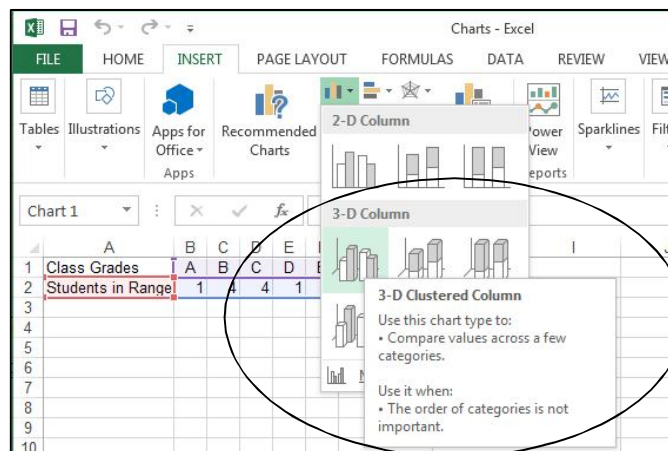 Charts - Excel
FILE HOME INSERT PAGE LAYOUT FORMULAS DATA REVIEW VIEW
Tables Illustrations Apps for Office Recommended Charts Power View Sparklines
Apps
2-D Column
Chart 1 fx
3-D Column
A B C D E I
1 Class Grades A B C D
2 Students in Range 1 4 4 1
3
4
5
6
7
8
9
10
3-D Clustered Column
Use this chart type to:
• Compare values across a few
categories.
Use it when:
• The order of categories is not
important.